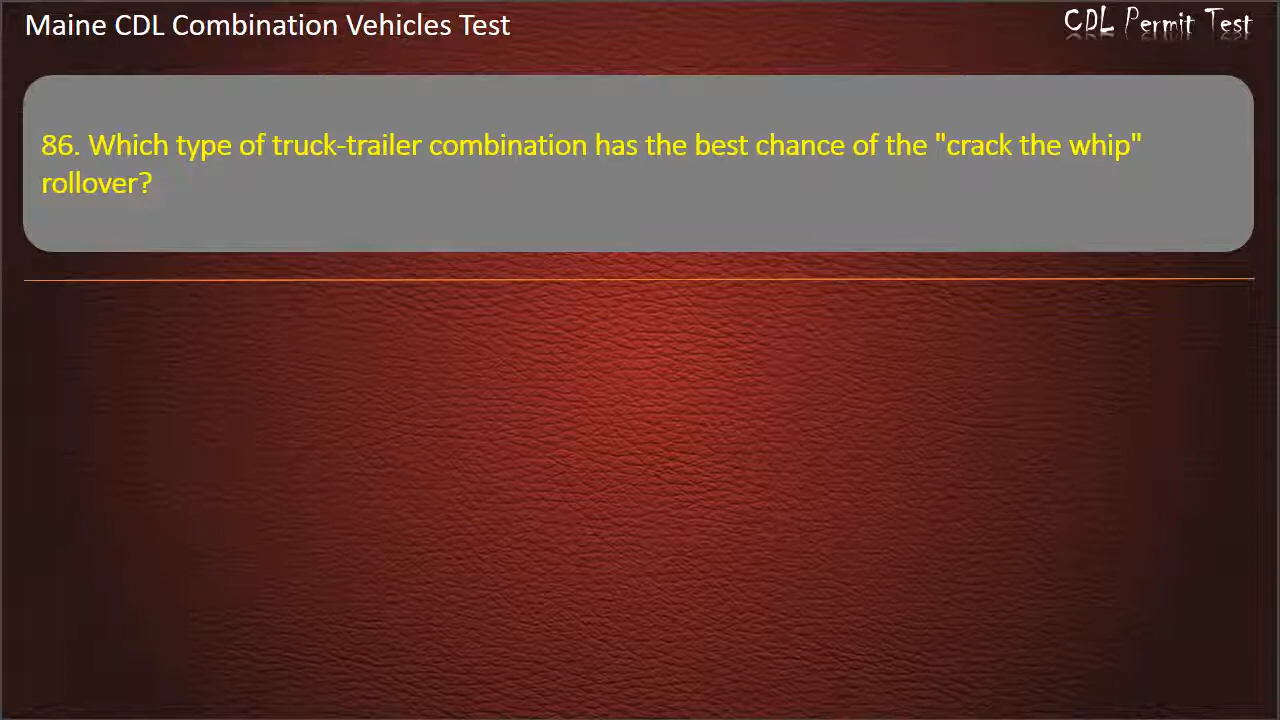 Maine CDL Combination Vehicles Test
CDL Permit Test
86. Which type of truck-trailer combination has the best chance of the "crack the whip"
rollover?